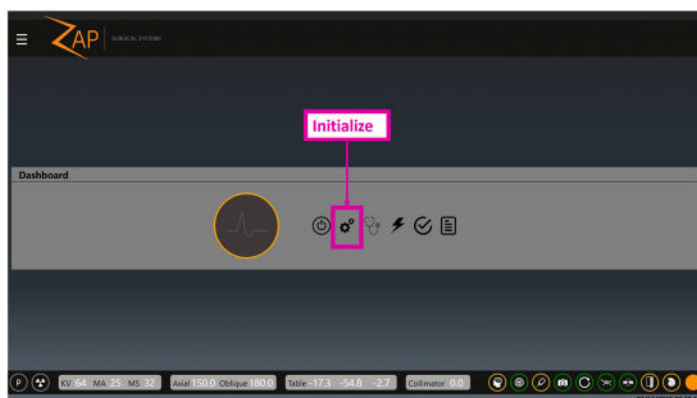 ZAP SURGICAL SYSTEMS
Initialize
Dashboard
P KV 64 MA 25 MS 32 Axial 150.0 Oblique 180.0 Table -17.3 -54.8 -2.7 Collimator 0.0